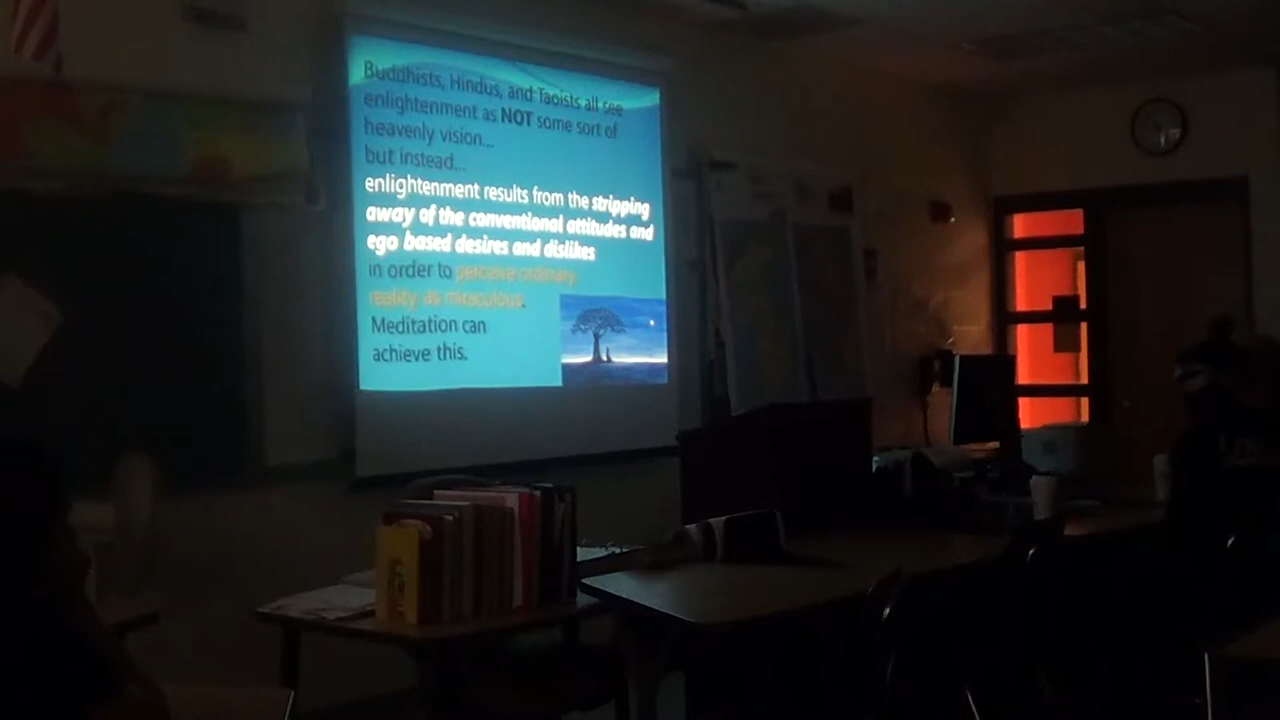 Buddhists, Hindus, and Taoists all see
enlightenment as NOT some sort of
heavenly vision...
but instead...
enlightenment results from the stripping
away of the conventional attitudes and
ego based desires and dislikes
in order to perceive ordinary
reality as miraculous.
Meditation can
achieve this.